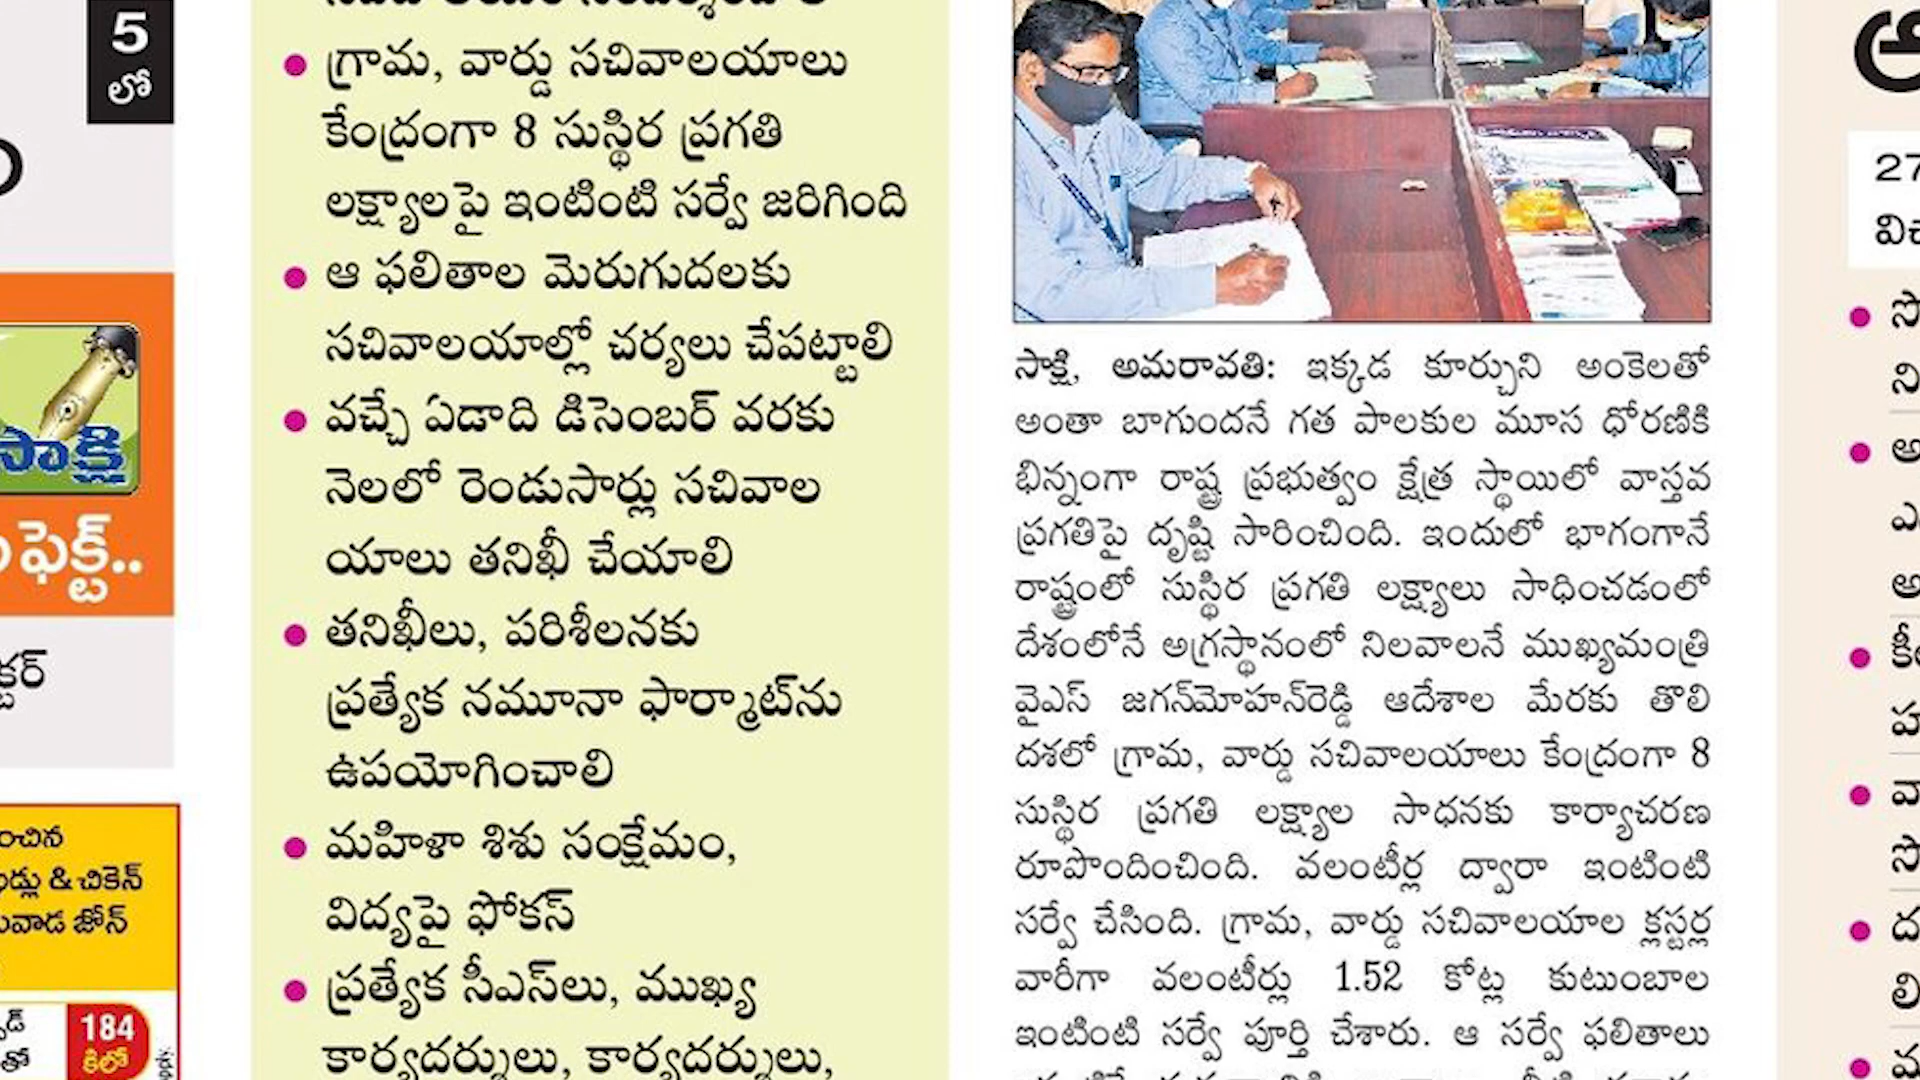 5
లో
సాక్షి
ఫెక్ట్..
184
కిలో
డ్లు & చికెన్
జోన్
గ్రామ, వార్డు సచివాలయాలు
కేంద్రంగా 8 సుస్థిర ప్రగతి
లక్ష్యాలపై ఇంటింటి సర్వే జరిగింది
ఆ ఫలితాల మెరుగుదలకు
సచివాలయాల్లో చర్యలు చేపట్టాలి
వచ్చే ఏడాది డిసెంబర్ వరకు
నెలలో రెండుసార్లు సచివాల
యాలు తనిఖీ చేయాలి
తనిఖీలు, పరిశీలనకు
ప్రత్యేక నమూనా ఫార్మాట్‌ను
ఉపయోగించాలి
మహిళా శిశు సంక్షేమం,
విద్యపై ఫోకస్
ప్రత్యేక సీఎస్‌లు, ముఖ్య
కార్యదర్శులు, కార్యదర్శులు,
సాక్షి, అమరావతి: ఇక్కడ కూర్చుని అంకెలతో
అంతా బాగుందనే గత పాలకుల మూస ధోరణికి
భిన్నంగా రాష్ట్ర ప్రభుత్వం క్షేత్ర స్థాయిలో వాస్తవ
ప్రగతిపై దృష్టి సారించింది. ఇందులో భాగంగానే
రాష్ట్రంలో సుస్థిర ప్రగతి లక్ష్యాలు సాధించడంలో
దేశంలోనే అగ్రస్థానంలో నిలవాలనే ముఖ్యమంత్రి
వైఎస్ జగన్‌మోహన్‌రెడ్డి ఆదేశాల మేరకు తొలి
దశలో గ్రామ, వార్డు సచివాలయాలు కేంద్రంగా 8
సుస్థిర ప్రగతి లక్ష్యాల సాధనకు కార్యాచరణ
రూపొందించింది. వలంటీర్ల ద్వారా ఇంటింటి
సర్వే చేసింది. గ్రామ, వార్డు సచివాలయాల క్లస్టర్ల
వారీగా వలంటీర్లు 1.52 కోట్ల కుటుంబాల
ఇంటింటి సర్వే పూర్తి చేశారు. ఆ సర్వే ఫలితాలు
27